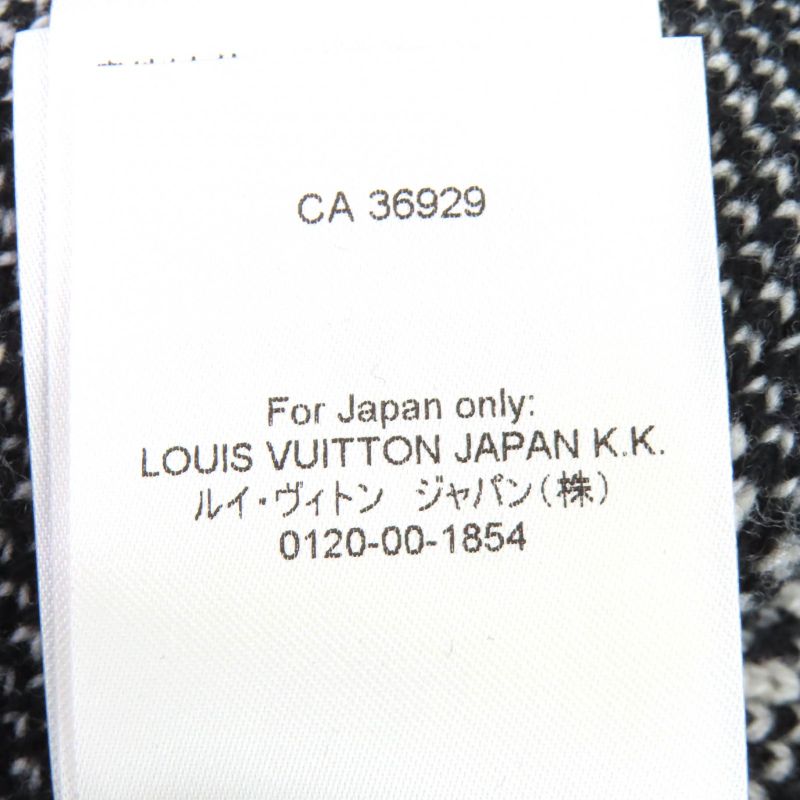 CA 36929
For Japan only:
LOUIS VUITTON JAPAN K.K.
ルイ・ヴィトン ジャパン(株)
0120-00-1854